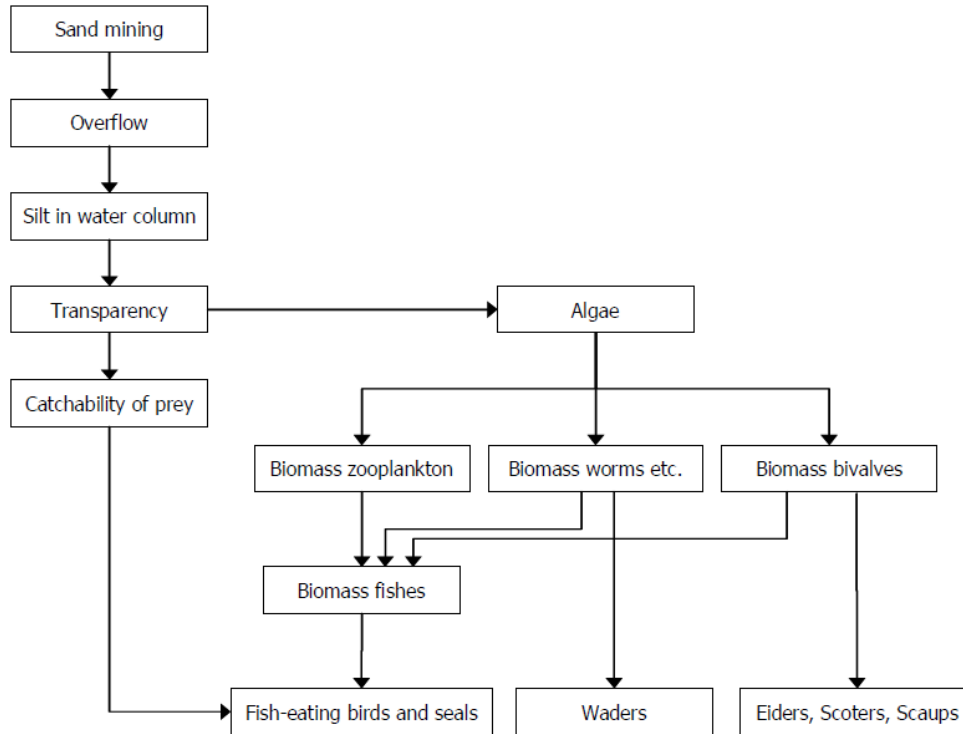 Sand mining
Overflow
Silt in water column
Transparency
Algae
Catchability of prey
Biomass zooplankton
Biomass worms etc.
Biomass bivalves
Biomass fishes
Fish-eating birds and seals
Waders
Eiders, Scoters, Scaups